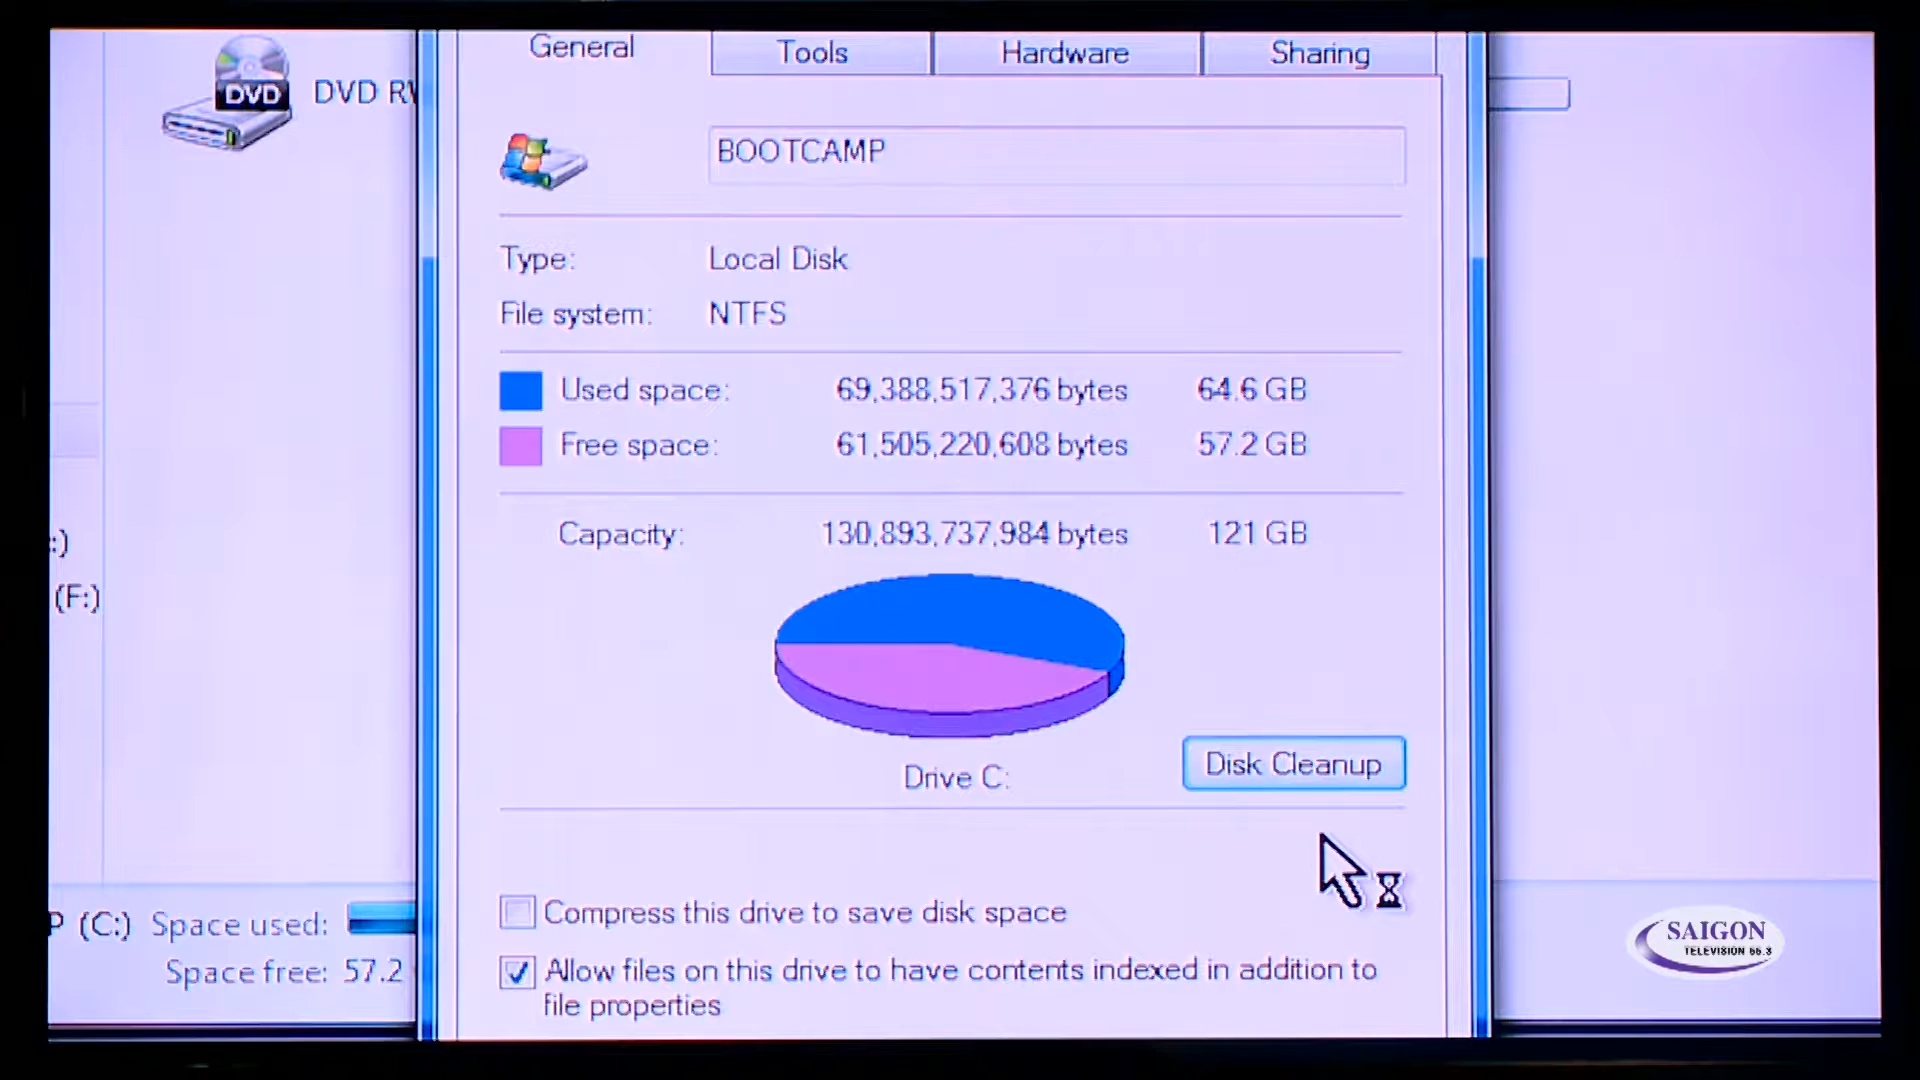 General
Tools
Hardware
Sharing
DVD
DVD RW
BOOTCAMP
Type: Local Disk
File system: NTFS
Used space: 69,388,517,376 bytes 64.6 GB
Free space: 61,505,220,608 bytes 57.2 GB
Capacity: 130,893,737,984 bytes 121 GB
:)
(F:)
Drive C:
Disk Cleanup
P (C:) Space used:
Space free: 57.2
Compress this drive to save disk space
Allow files on this drive to have contents indexed in addition to
file properties
SAIGON
TELEVISION 56.3